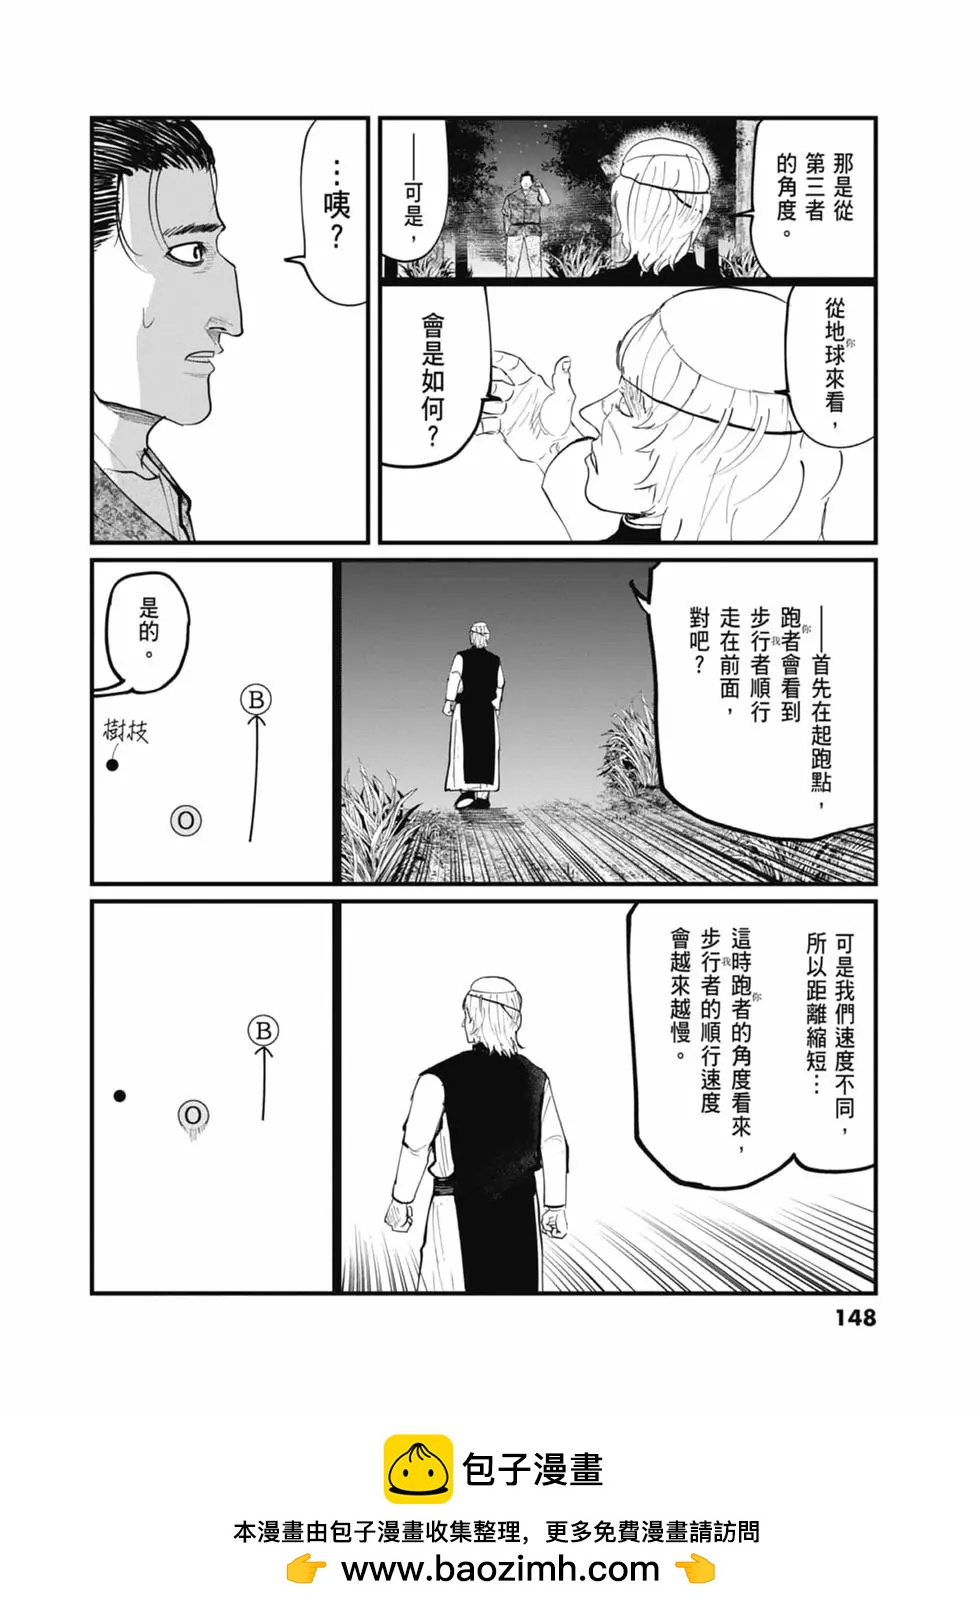 那是從
第三者
的角度。
——可是，
從地球來看，
你
會是如何？
…咦？
——首先在起跑點，
跑者會看到
你
步行者順行
我
走在前面，
對吧？
是的。
樹枝
B
O
可是我們速度不同，
所以距離縮短…
這時跑者的角度看來，
你
步行者的順行速度
我
會越來越慢。
B
O
148
包子漫畫
本漫畫由包子漫畫收集整理，更多免費漫畫請訪問
👉 www.baozimh.com 👈